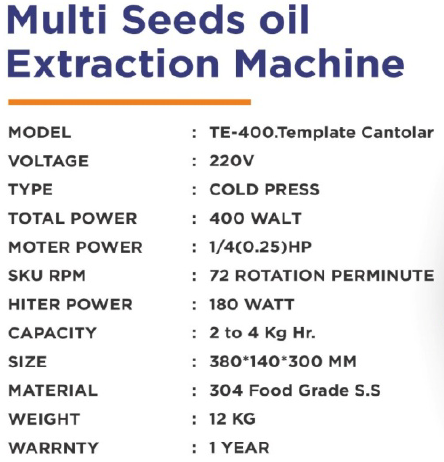 Multi Seeds oil
Extraction Machine
MODEL : TE-400.Template Cantolar
VOLTAGE : 220V
TYPE : COLD PRESS
TOTAL POWER : 400 WALT
MOTER POWER : 1/4(0.25)HP
SKU RPM : 72 ROTATION PERMINUTE
HITER POWER : 180 WATT
CAPACITY : 2 to 4 Kg Hr.
SIZE : 380*140*300 MM
MATERIAL : 304 Food Grade S.S
WEIGHT : 12 KG
WARRNTY : 1 YEAR